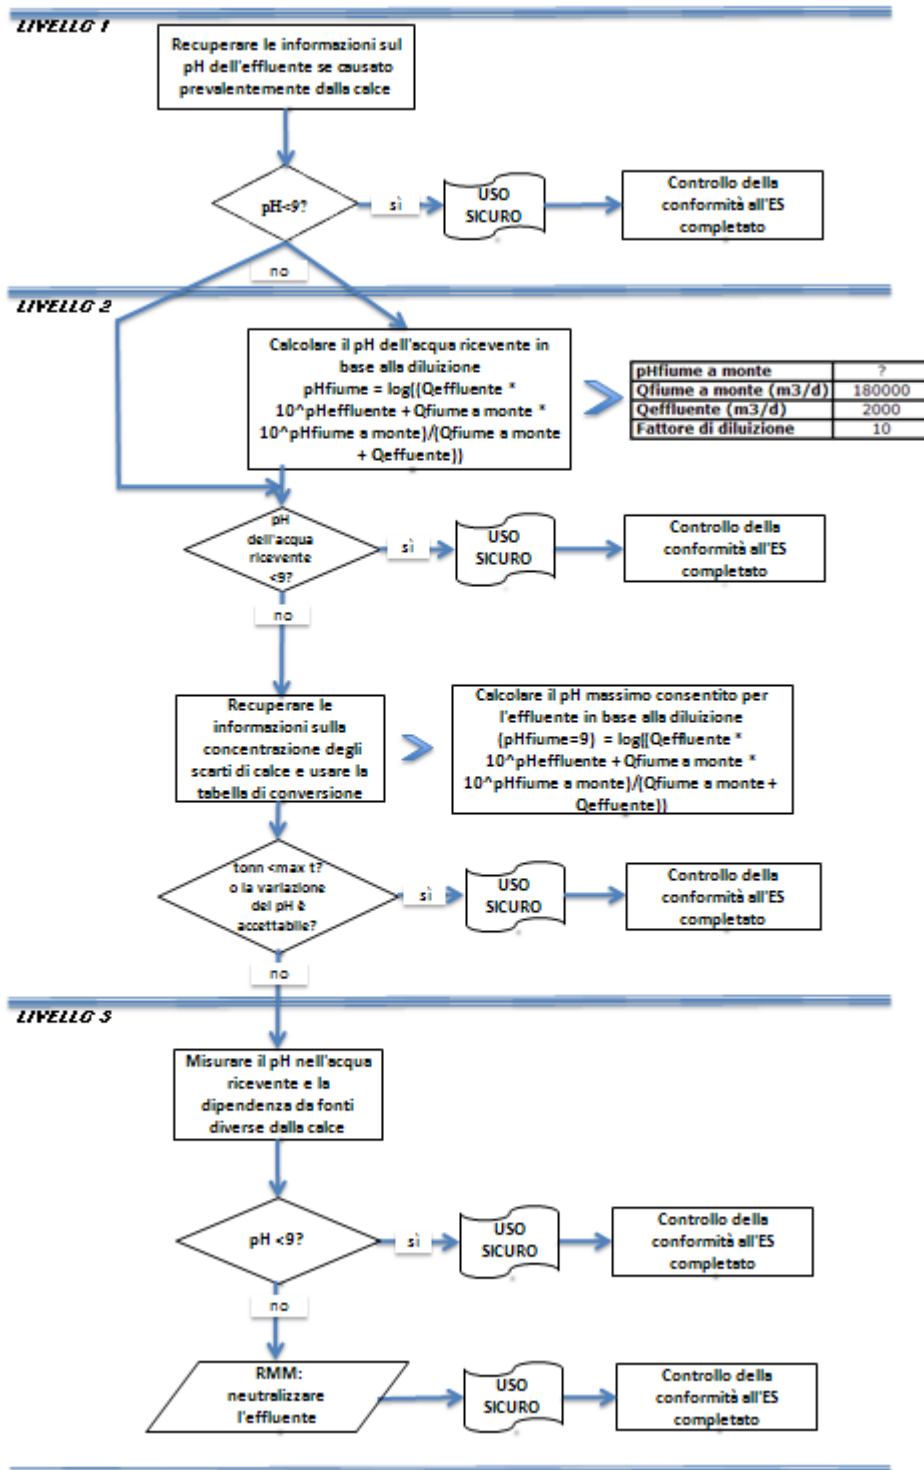 LIVELLO 1
Recuperare le informazioni sul
pH dell'effluente se causato
prevalentemente dalla calce
pH<9?
sì
USO
SICURO
Controllo della
conformità all'ES
completato
no
LIVELLO 2
Calcolare il pH dell'acqua ricevente in
base alla diluizione
pHfiume = log((Qeffluente *
10^pHeffluente + Qfiume a monte *
10^pHfiume a monte)/(Qfiume a monte
+ Qeffuente))
pHfiume a monte ?
Qfiume a monte (m3/d) 180000
Qeffluente (m3/d) 2000
Fattore di diluizione 10
pH
dell'acqua
ricevente
<9?
sì
USO
SICURO
Controllo della
conformità all'ES
completato
no
Recuperare le
informazioni sulla
concentrazione degli
scarti di calce e usare la
tabella di conversione
Calcolare il pH massimo consentito per
l'effluente in base alla diluizione
(pHfiume=9) = log((Qeffluente *
10^pHeffluente + Qfiume a monte *
10^pHfiume a monte)/(Qfiume a monte +
Qeffuente))
tonn <max t?
o la variazione
del pH è
accettabile?
sì
USO
SICURO
Controllo della
conformità all'ES
completato
no
LIVELLO 3
Misurare il pH nell'acqua
ricevente e la
dipendenza da fonti
diverse dalla calce
pH <9?
sì
USO
SICURO
Controllo della
conformità all'ES
completato
no
RMM:
neutralizzare
l'effluente
USO
SICURO
Controllo della
conformità all'ES
completato